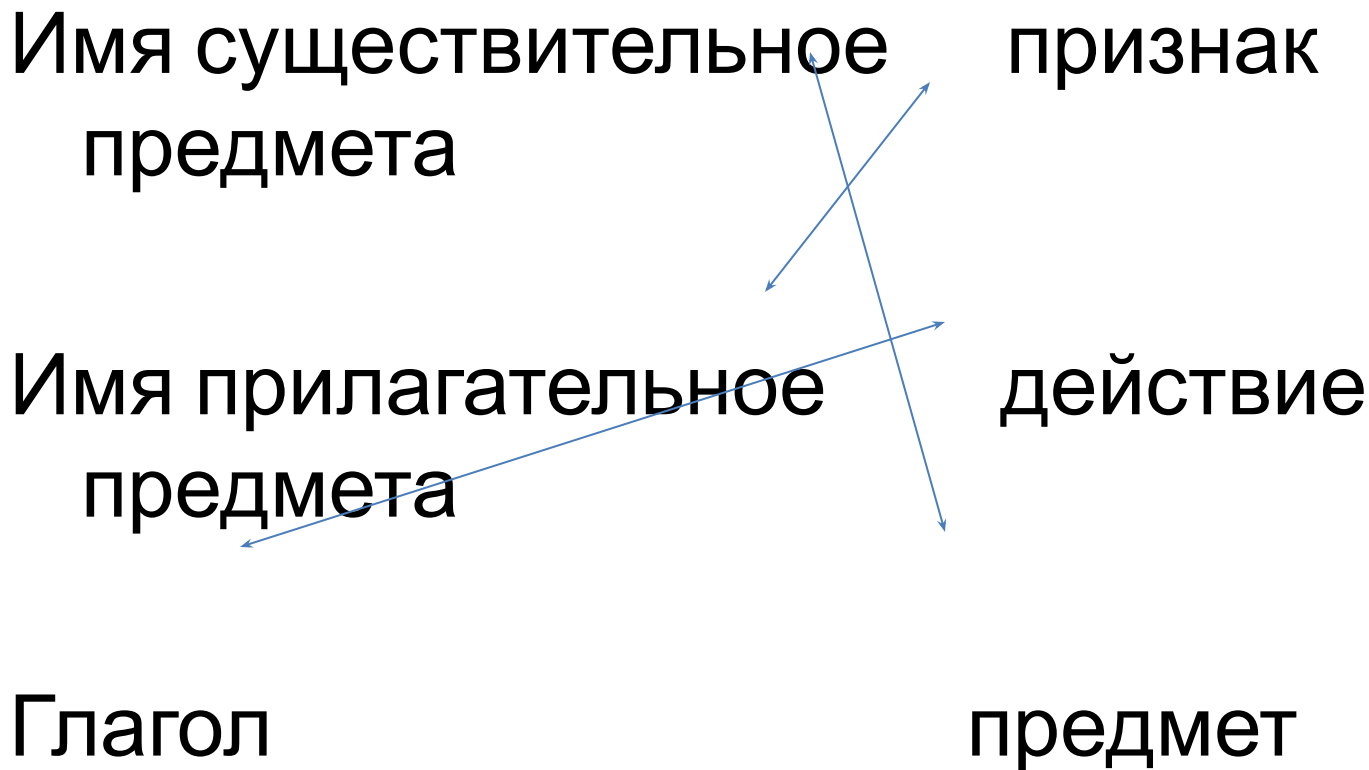 Имя существительное признак
предмета
Имя прилагательное действие
предмета
Глагол предмет